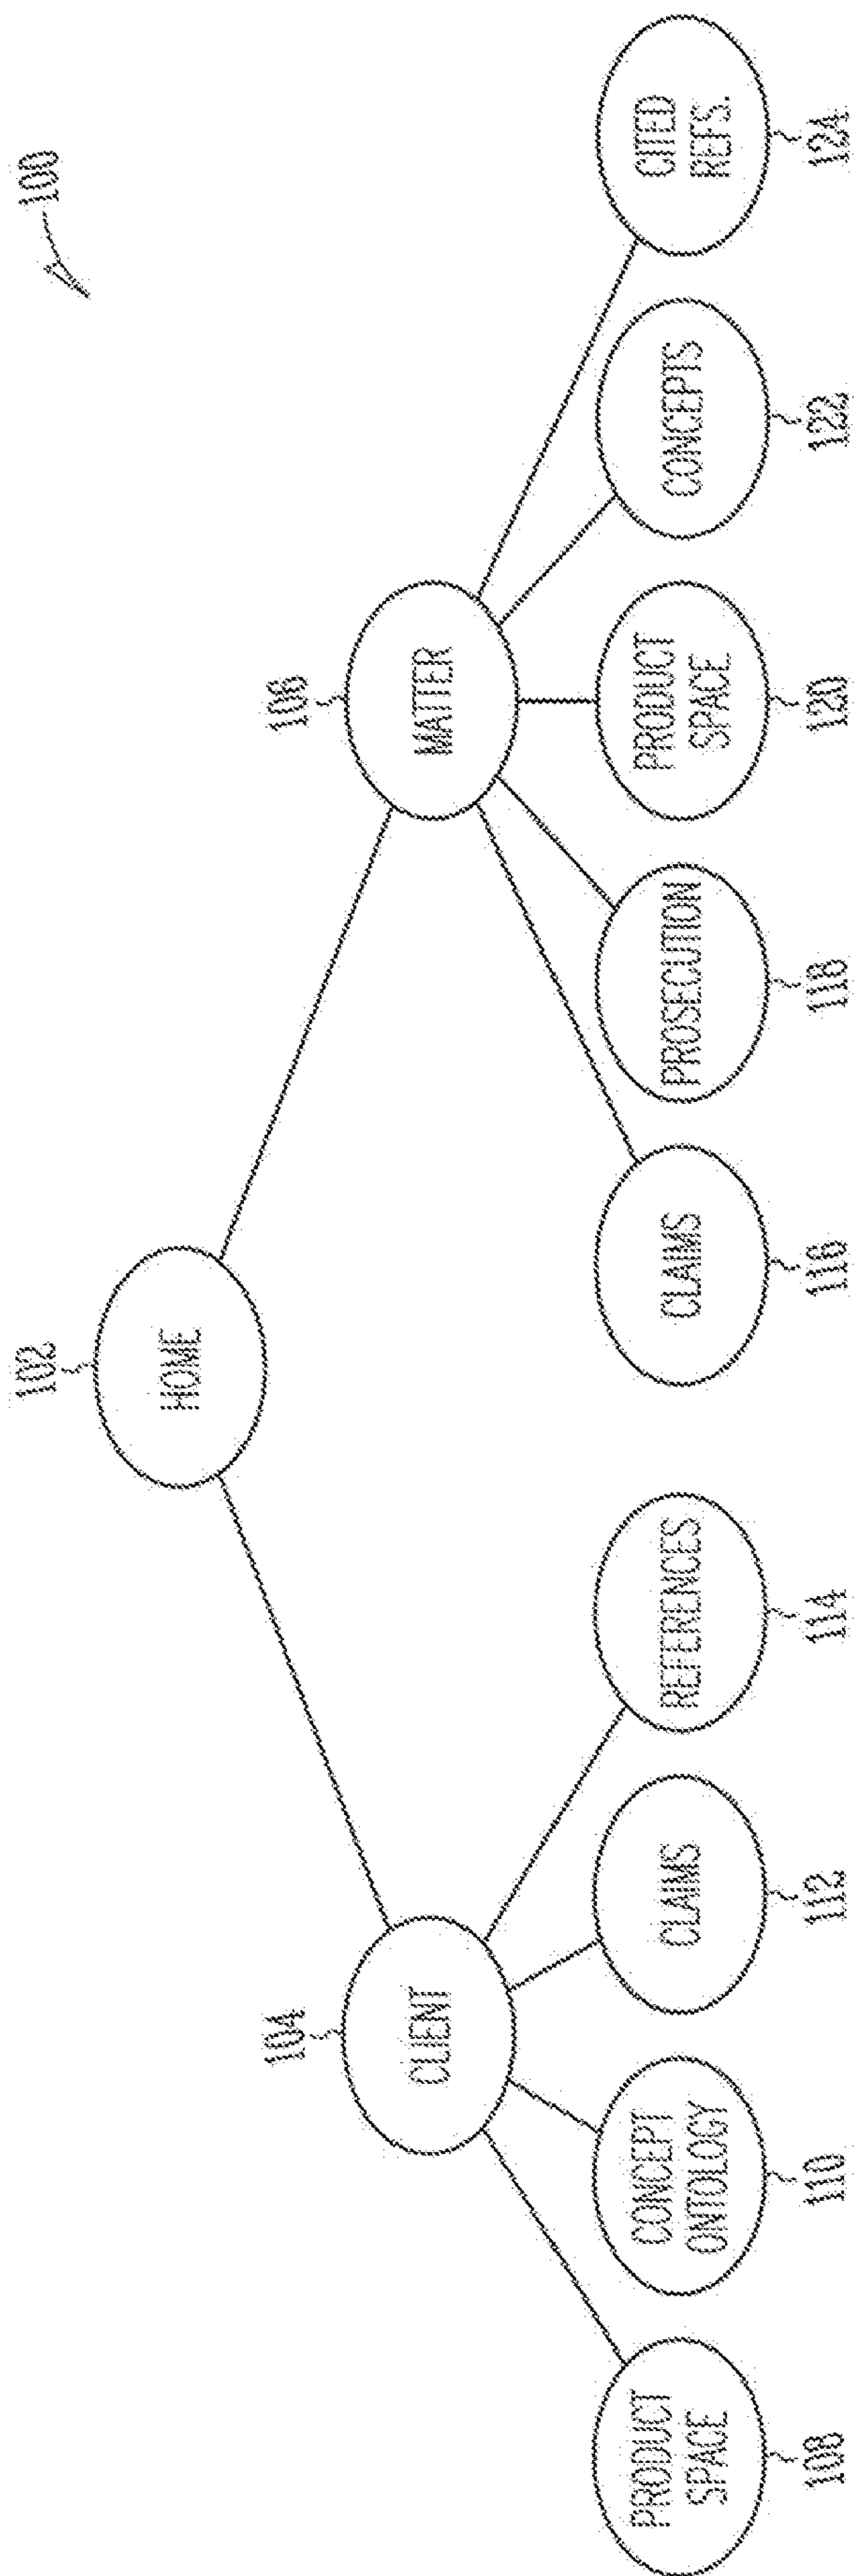 100
102
HOME
104
CLIENT
106
MATTER
PRODUCT
SPACE
108
CONCEPT
ONTOLOGY
110
CLAIMS
112
REFERENCES
114
CLAIMS
116
PROSECUTION
118
PRODUCT
SPACE
120
CONCEPTS
122
CITED
REFS.
124